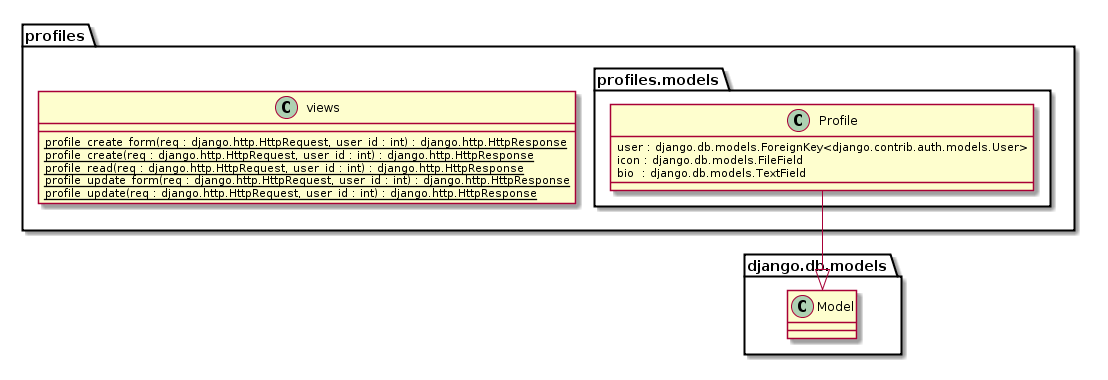 profiles
profiles.models
C views
C Profile
profile_create_form(req : django.http.HttpRequest, user_id : int) : django.http.HttpResponse
profile_create(req : django.http.HttpRequest, user_id : int) : django.http.HttpResponse
profile_read(req : django.http.HttpRequest, user_id : int) : django.http.HttpResponse
profile_update_form(req : django.http.HttpRequest, user_id : int) : django.http.HttpResponse
profile_update(req : django.http.HttpRequest, user_id : int) : django.http.HttpResponse
user : django.db.models.ForeignKey<django.contrib.auth.models.User>
icon : django.db.models.FileField
bio : django.db.models.TextField
django.db.models
C Model